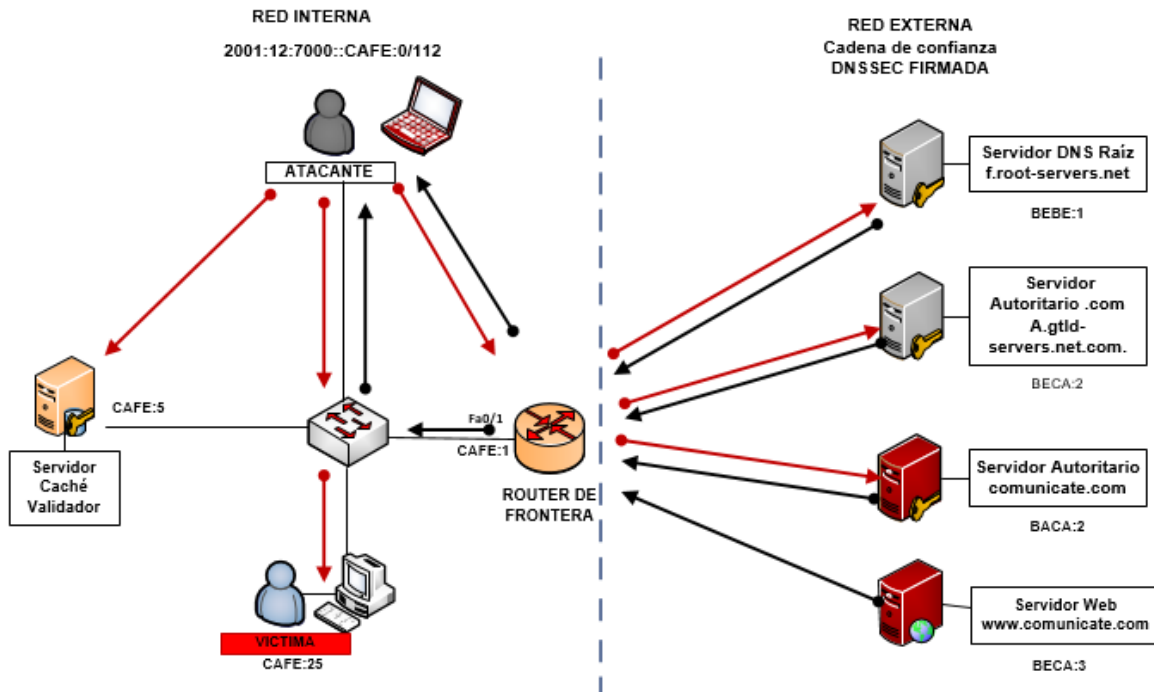 RED INTERNA
2001:12:7000::CAFE:0/112
ATACANTE
CAFE:5
Servidor
Caché
Validador
Fa0/1
CAFE:1
ROUTER DE
FRONTERA
VICTIMA
CAFE:25
RED EXTERNA
Cadena de confianza
DNSSEC FIRMADA
Servidor DNS Raíz
f.root-servers.net
BEBE:1
Servidor
Autoritario .com
A.gtld-
servers.net.com.
BECA:2
Servidor Autoritario
comunicate.com
BACA:2
Servidor Web
www.comunicate.com
BECA:3